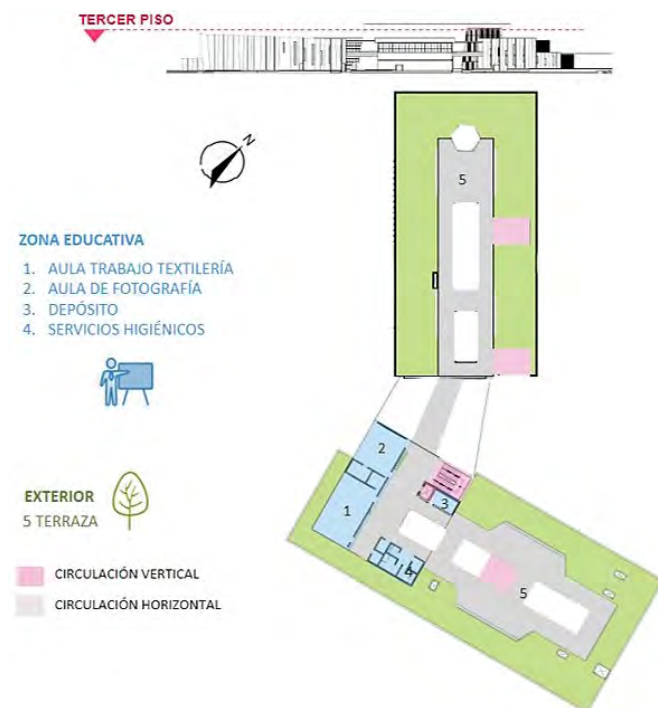 TERCER PISO
N
5
ZONA EDUCATIVA
1. AULA TRABAJO TEXTILERÍA
2. AULA DE FOTOGRAFÍA
3. DEPÓSITO
4. SERVICIOS HIGIÉNICOS
2
3
1
4
5
EXTERIOR
5 TERRAZA
CIRCULACIÓN VERTICAL
CIRCULACIÓN HORIZONTAL